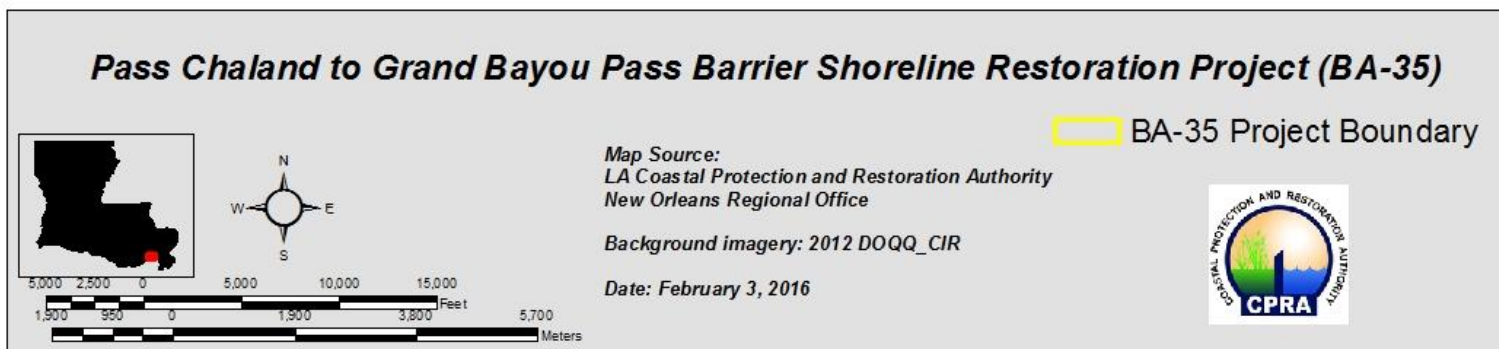 Pass Chaland to Grand Bayou Pass Barrier Shoreline Restoration Project (BA-35)
BA-35 Project Boundary
Map Source:
LA Coastal Protection and Restoration Authority
New Orleans Regional Office
Background imagery: 2012 DOQQ_CIR
Date: February 3, 2016
N
W E
S
5,000 2,500 0 5,000 10,000 15,000
Feet
1,900 950 0 1,900 3,800 5,700
Meters
COASTAL PROTECTION AND RESTORATION AUTHORITY
CPRA